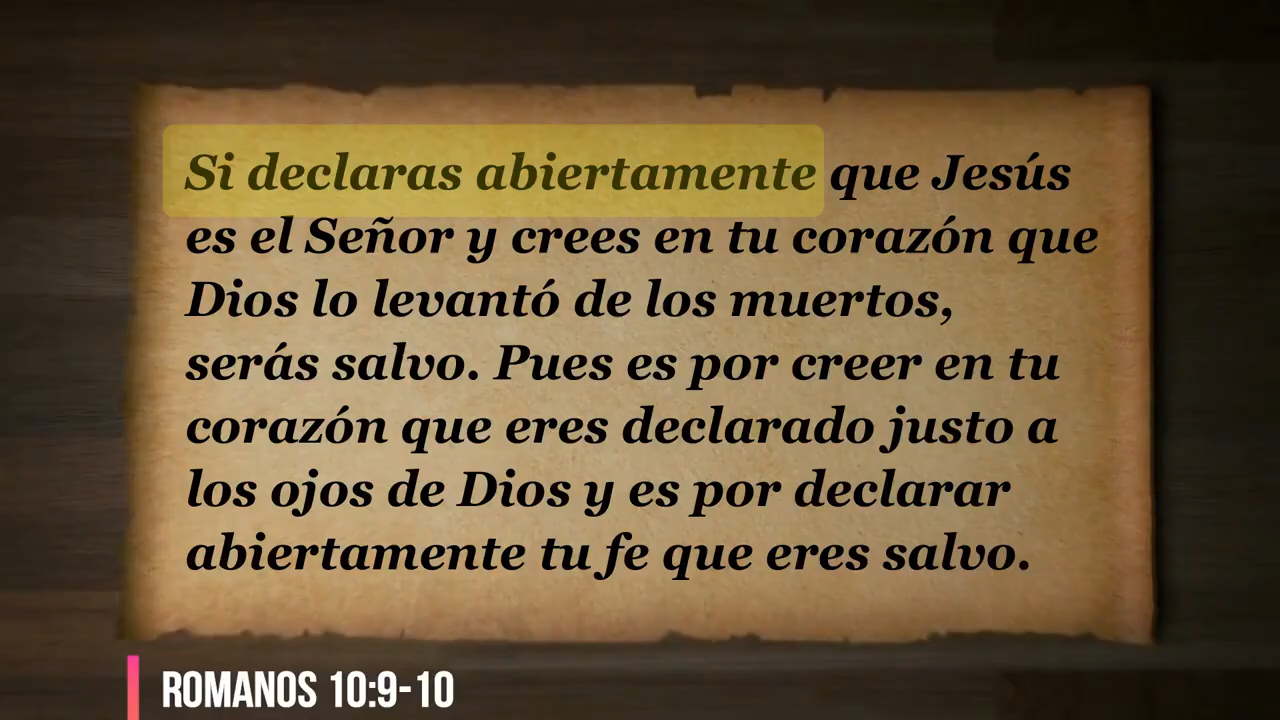 Si declaras abiertamente que Jesús
es el Señor y crees en tu corazón que
Dios lo levantó de los muertos,
serás salvo. Pues es por creer en tu
corazón que eres declarado justo a
los ojos de Dios y es por declarar
abiertamente tu fe que eres salvo.
ROMANOS 10:9-10